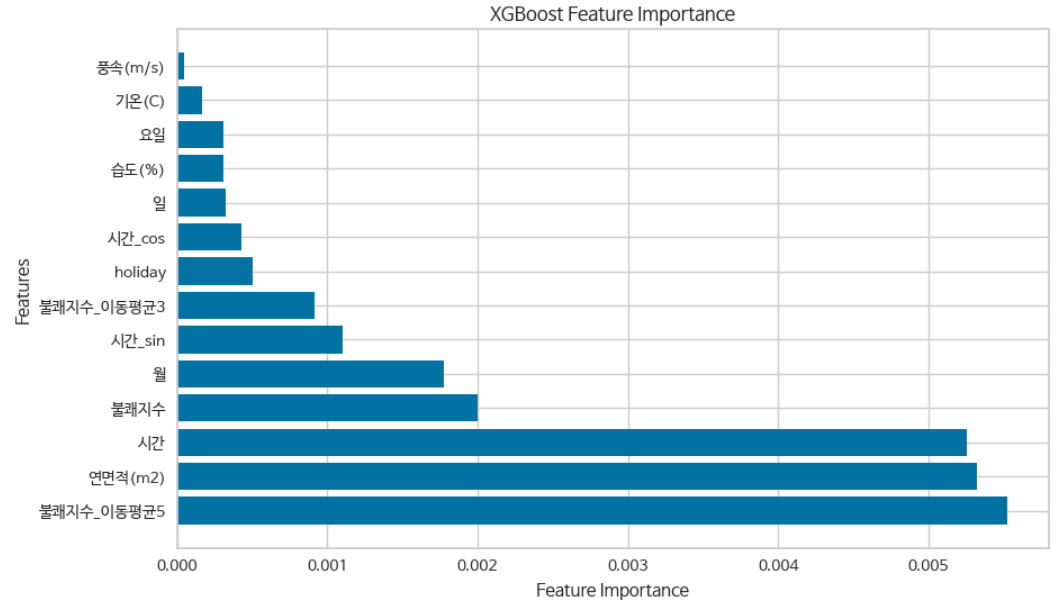 XGBoost Feature Importance
풍속(m/s)
기온(C)
요일
습도(%)
일
시간_cos
holiday
불쾌지수_이동평균3
시간_sin
월
불쾌지수
시간
연면적(m2)
불쾌지수_이동평균5
Features
0.000 0.001 0.002 0.003 0.004 0.005
Feature Importance